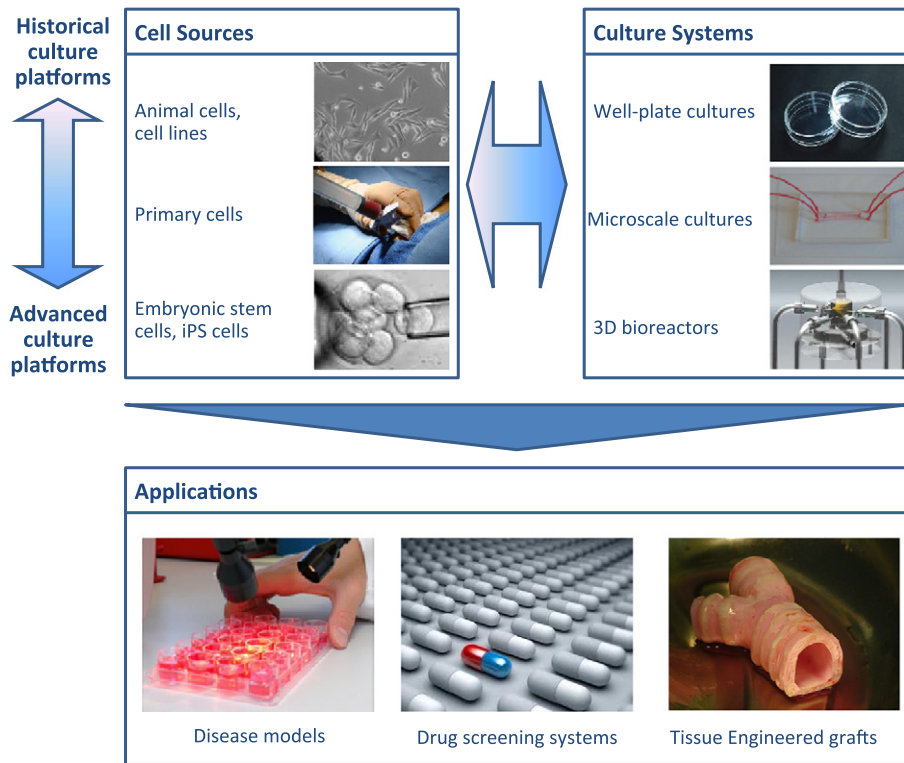 Historical
culture
platforms
Advanced
culture
platforms
Cell Sources
Animal cells,
cell lines
Primary cells
Embryonic stem
cells, iPS cells
Culture Systems
Well-plate cultures
Microscale cultures
3D bioreactors
Applications
Disease models
Drug screening systems
Tissue Engineered grafts